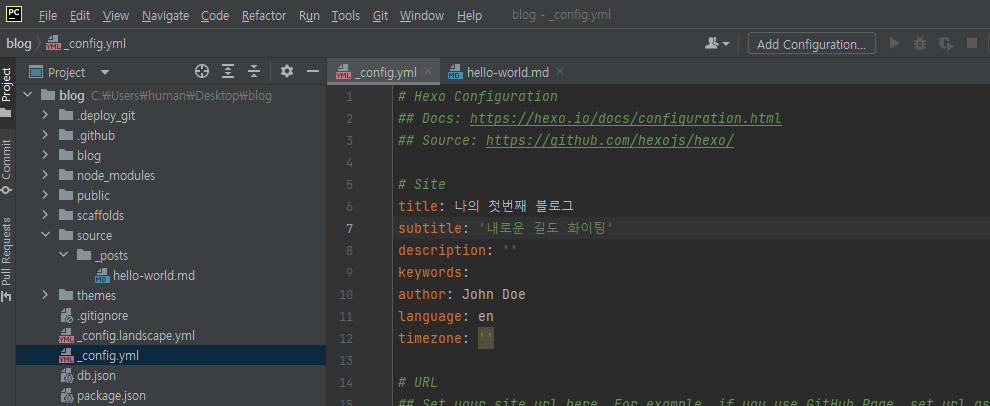 PC File Edit View Navigate Code Refactor Run Tools Git Window Help blog - _config.yml
blog _config.yml Add Configuration...
Project
Commit
Pull Requests
Project
blog C:₩Users₩human₩Desktop₩blog
.deploy_git
.github
blog
node_modules
public
scaffolds
source
_posts
hello-world.md
themes
.gitignore
_config.landscape.yml
_config.yml
db.json
package.json
_config.yml hello-world.md
1 # Hexo Configuration
2 ## Docs: https://hexo.io/docs/configuration.html
3 ## Source: https://github.com/hexojs/hexo/
4
5 # Site
6 title: 나의 첫번째 블로그
7 subtitle: '내로운 길도 화이팅'
8 description: ''
9 keywords:
10 author: John Doe
11 language: en
12 timezone: ''
13
14 # URL
15 ## Set your site url here. For example, if you use GitHub Page, set url as